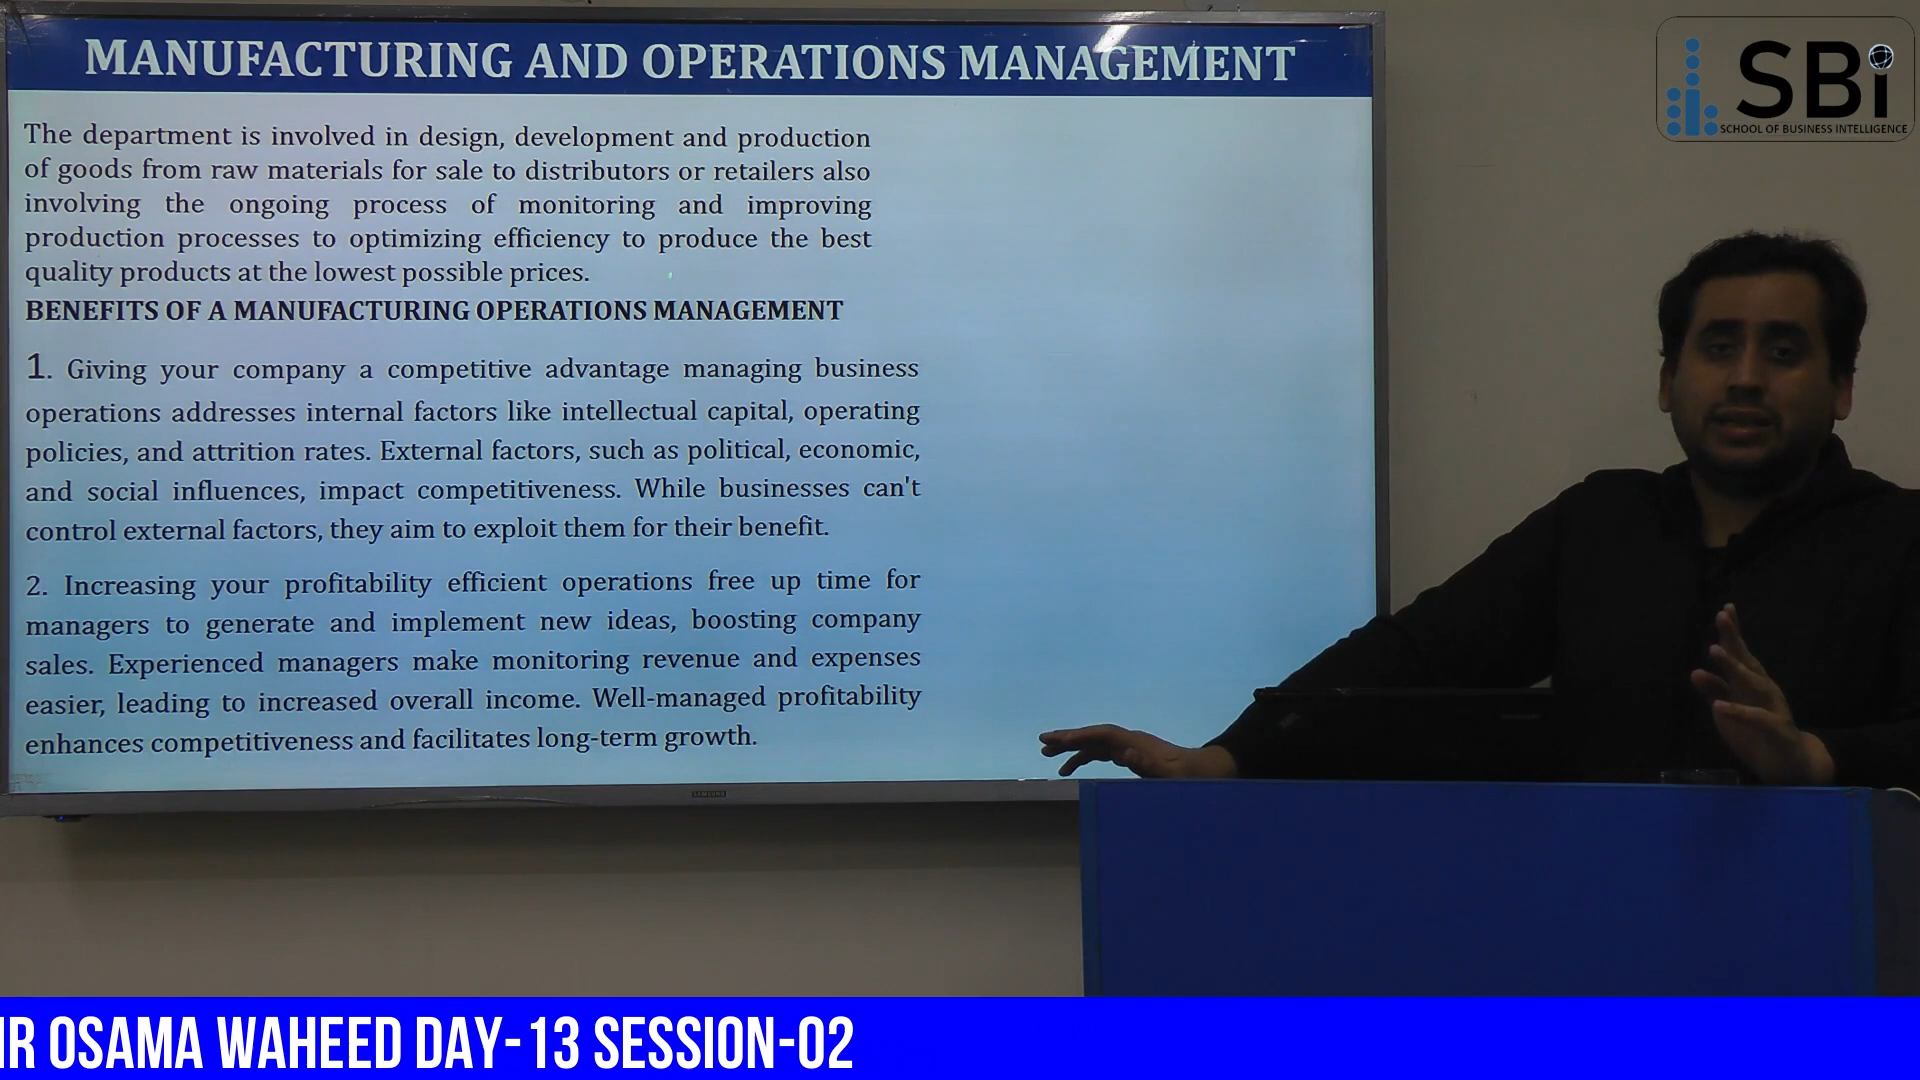 MANUFACTURING AND OPERATIONS MANAGEMENT
SBi
SCHOOL OF BUSINESS INTELLIGENCE
The department is involved in design, development and production
of goods from raw materials for sale to distributors or retailers also
involving the ongoing process of monitoring and improving
production processes to optimizing efficiency to produce the best
quality products at the lowest possible prices.
BENEFITS OF A MANUFACTURING OPERATIONS MANAGEMENT
1. Giving your company a competitive advantage managing business
operations addresses internal factors like intellectual capital, operating
policies, and attrition rates. External factors, such as political, economic,
and social influences, impact competitiveness. While businesses can't
control external factors, they aim to exploit them for their benefit.
2. Increasing your profitability efficient operations free up time for
managers to generate and implement new ideas, boosting company
sales. Experienced managers make monitoring revenue and expenses
easier, leading to increased overall income. Well-managed profitability
enhances competitiveness and facilitates long-term growth.
SAMSUNG
IR OSAMA WAHEED DAY-13 SESSION-02